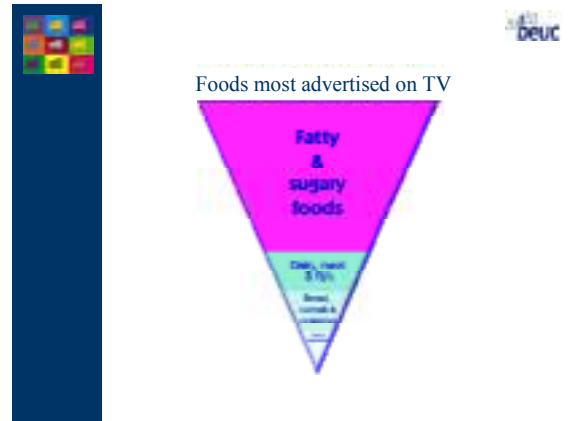 beuc
Foods most advertised on TV
Fatty
&
sugary
foods
Dairy, meat
& fish
Bread,
cereals &